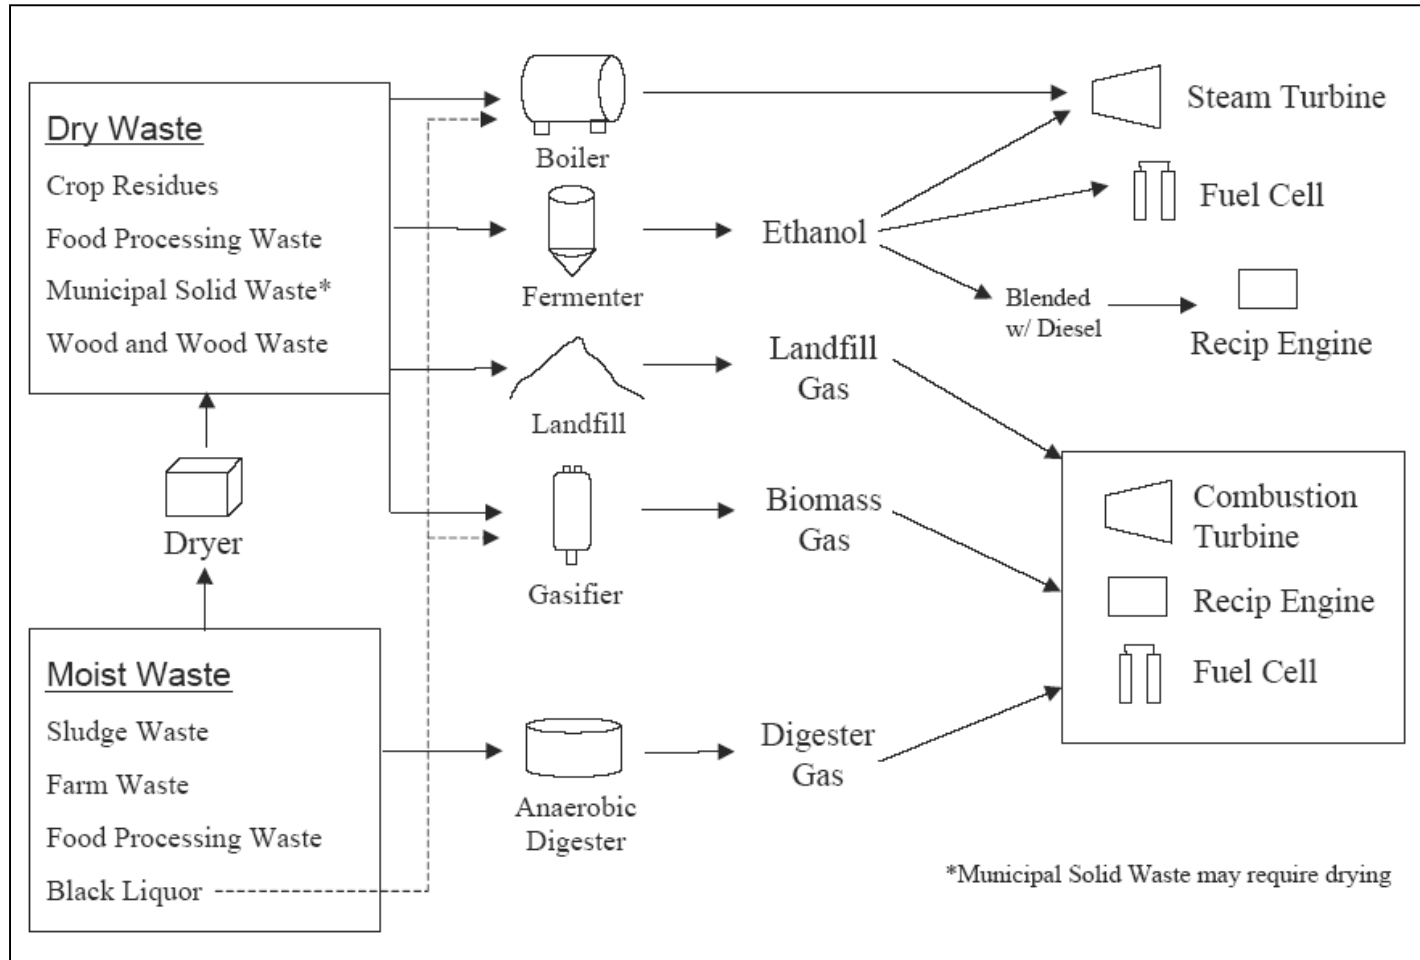 Dry Waste
Crop Residues
Food Processing Waste
Municipal Solid Waste*
Wood and Wood Waste
Dryer
Moist Waste
Sludge Waste
Farm Waste
Food Processing Waste
Black Liquor
Boiler
Fermenter
Landfill
Gasifier
Anaerobic
Digester
Ethanol
Landfill
Gas
Biomass
Gas
Digester
Gas
Steam Turbine
Fuel Cell
Blended
w/ Diesel
Recip Engine
Combustion
Turbine
Recip Engine
Fuel Cell
*Municipal Solid Waste may require drying